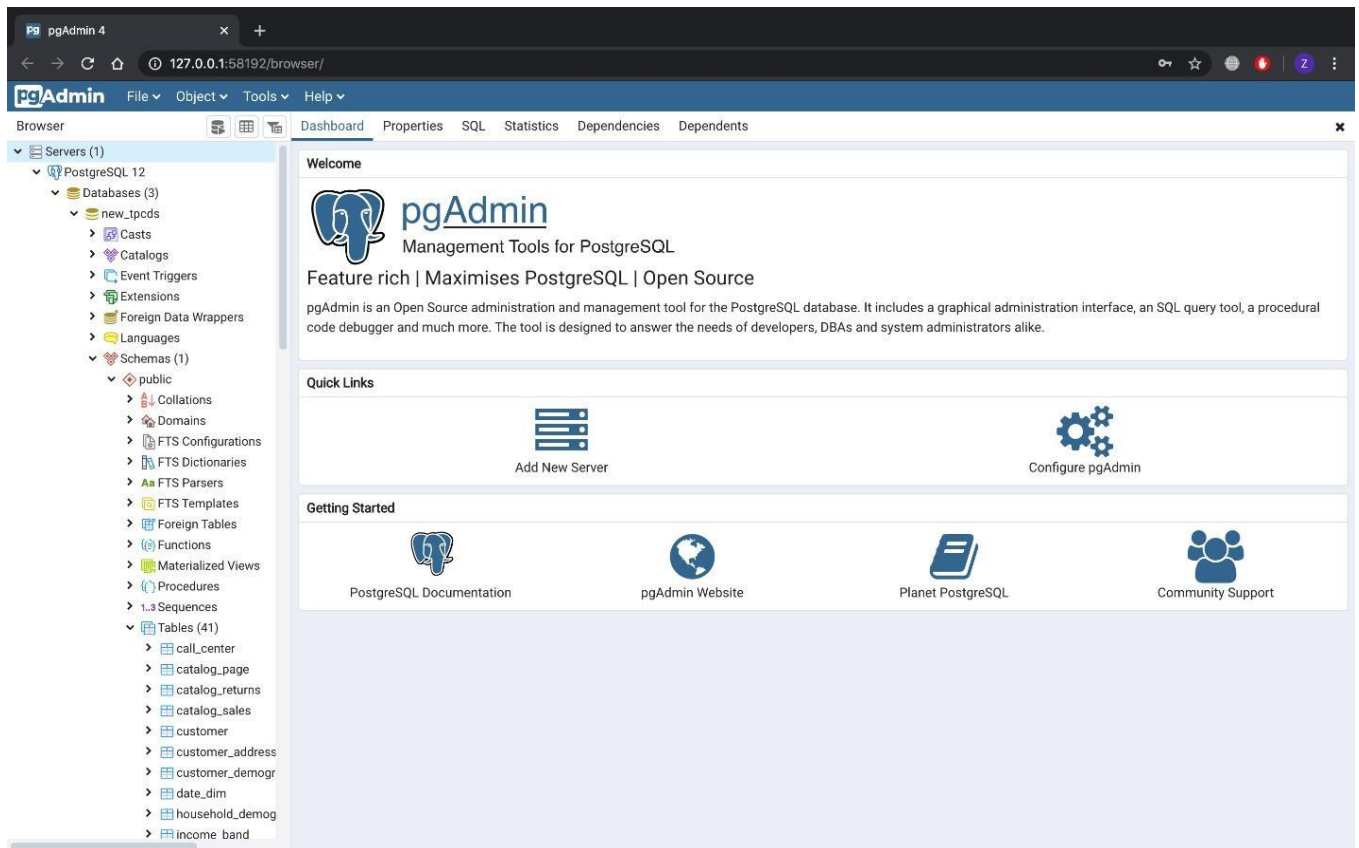 pgAdmin 4
127.0.0.1:58192/browser/
Z
pgAdmin File Object Tools Help
Browser
Dashboard Properties SQL Statistics Dependencies Dependents
Servers (1)
PostgreSQL 12
Databases (3)
new_tpcds
Casts
Catalogs
Event Triggers
Extensions
Foreign Data Wrappers
Languages
Schemas (1)
public
Collations
Domains
FTS Configurations
FTS Dictionaries
Aa FTS Parsers
FTS Templates
Foreign Tables
Functions
Materialized Views
Procedures
1..3 Sequences
Tables (41)
call_center
catalog_page
catalog_returns
catalog_sales
customer
customer_address
customer_demogr
date_dim
household_demog
income_band
Welcome
pgAdmin
Management Tools for PostgreSQL
Feature rich | Maximises PostgreSQL | Open Source
pgAdmin is an Open Source administration and management tool for the PostgreSQL database. It includes a graphical administration interface, an SQL query tool, a procedural
code debugger and much more. The tool is designed to answer the needs of developers, DBAs and system administrators alike.
Quick Links
Add New Server
Configure pgAdmin
Getting Started
PostgreSQL Documentation
pgAdmin Website
Planet PostgreSQL
Community Support